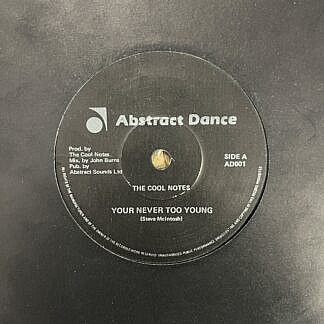 Abstract Dance
Prod. by
The Cool Notes
Mix. by John Burns
Pub. by
Abstract Sounds Ltd
SIDE A
AD001
THE COOL NOTES
YOUR NEVER TOO YOUNG
(Steve McIntosh)